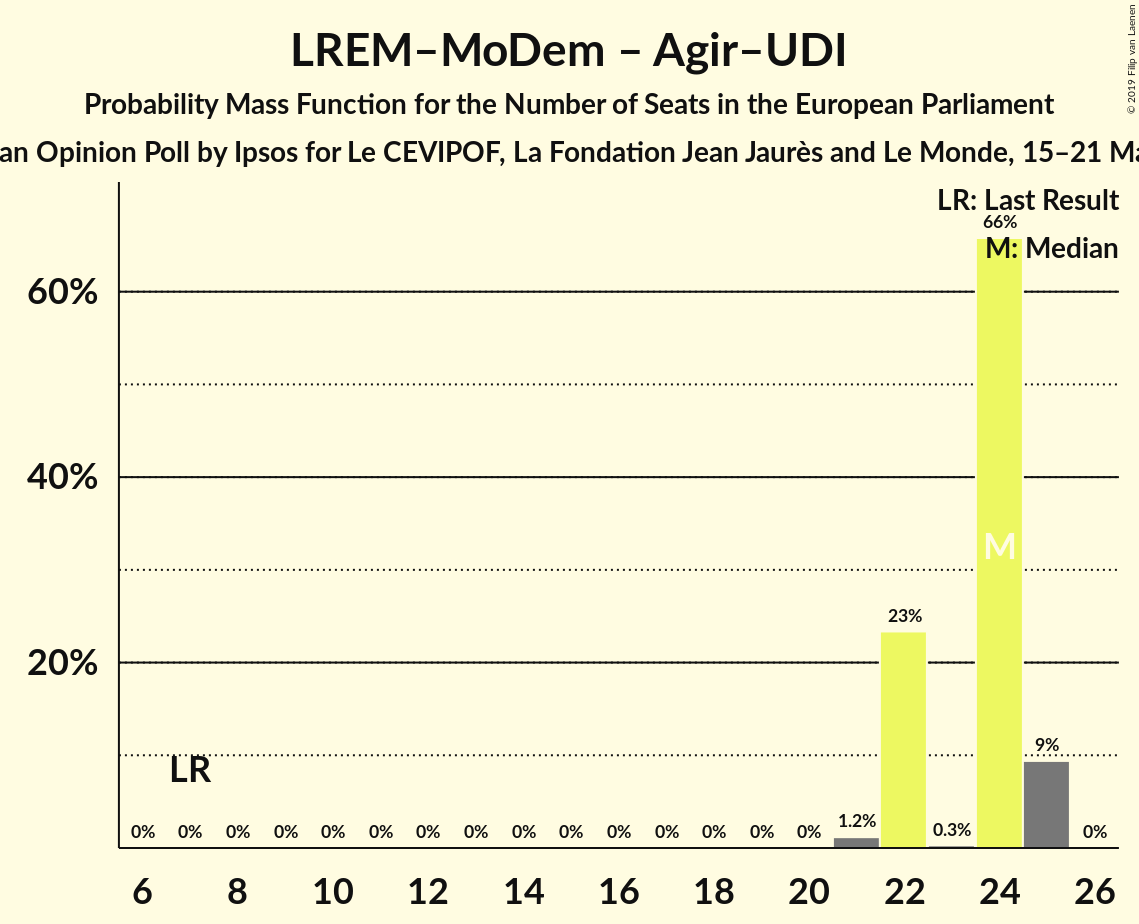 LREM–MoDem – Agir–UDI
Probability Mass Function for the Number of Seats in the European Parliament
an Opinion Poll by Ipsos for Le CEVIPOF, La Fondation Jean Jaurès and Le Monde, 15–21 Ma
© 2019 Filip van Laenen
LR: Last Result
66%
M: Median
60%
40%
M
23%
20%
9%
LR
0% 0% 0% 0% 0% 0% 0% 0% 0% 0% 0% 0% 0% 0% 0% 1.2% 0.3% 0%
6 8 10 12 14 16 18 20 22 24 26